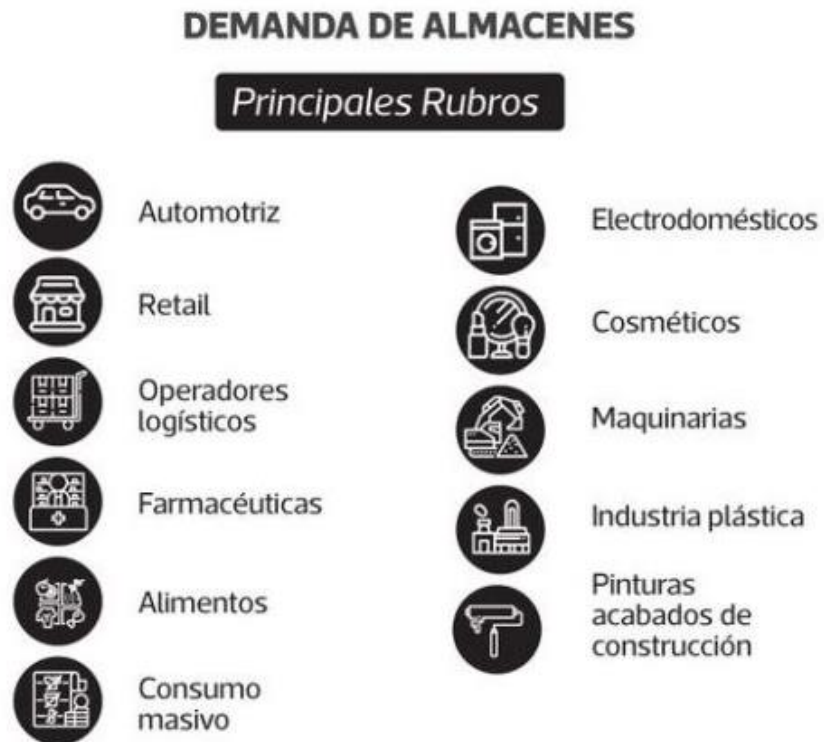 DEMANDA DE ALMACENES
Principales Rubros
Automotriz
Retail
Operadores
logísticos
Farmacéuticas
Alimentos
Consumo
masivo
Electrodomésticos
Cosméticos
Maquinarias
Industria plástica
Pinturas
acabados de
construcción